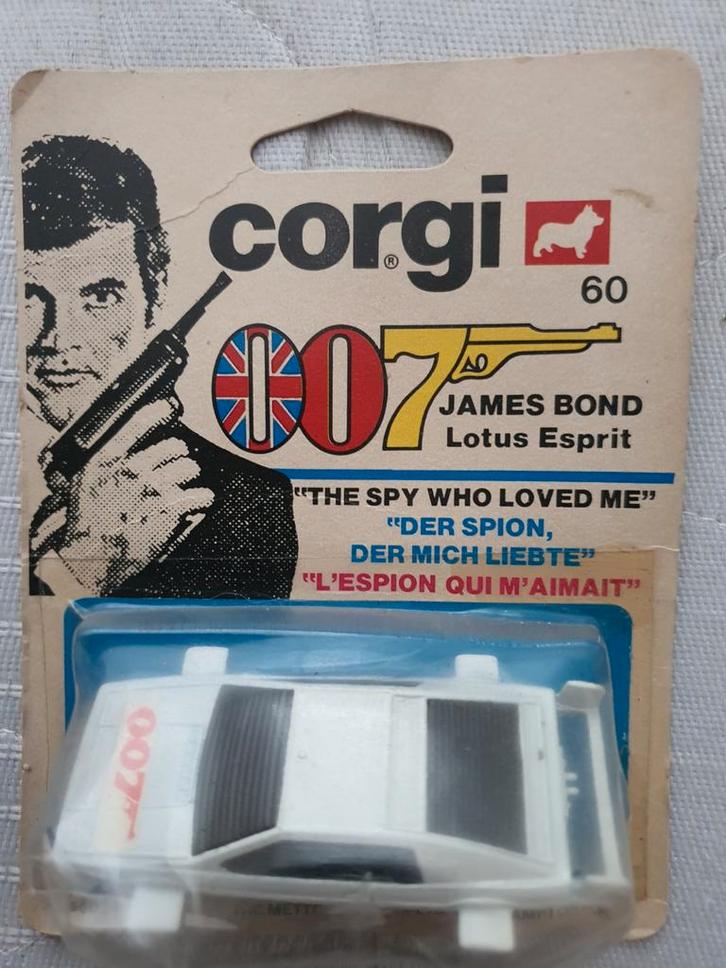 corgi®
60
007
JAMES BOND
Lotus Esprit
"THE SPY WHO LOVED ME"
"DER SPION,
DER MICH LIEBTE"
"L'ESPION QUI M'AIMAIT"
007